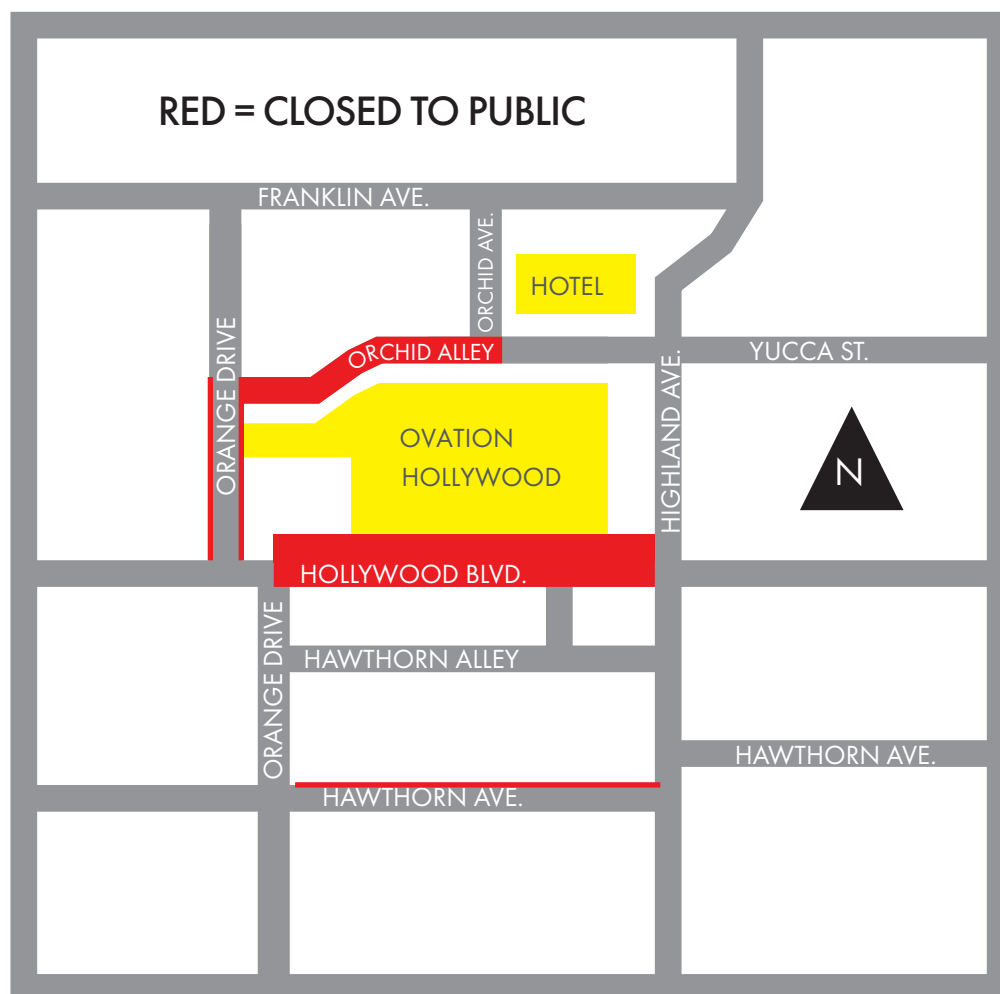 RED = CLOSED TO PUBLIC
FRANKLIN AVE.
ORCHID AVE.
HOTEL
ORANGE DRIVE
ORCHID ALLEY
YUCCA ST.
HIGHLAND AVE.
OVATION
HOLLYWOOD
N
HOLLYWOOD BLVD.
ORANGE DRIVE
HAWTHORN ALLEY
HAWTHORN AVE.
HAWTHORN AVE.